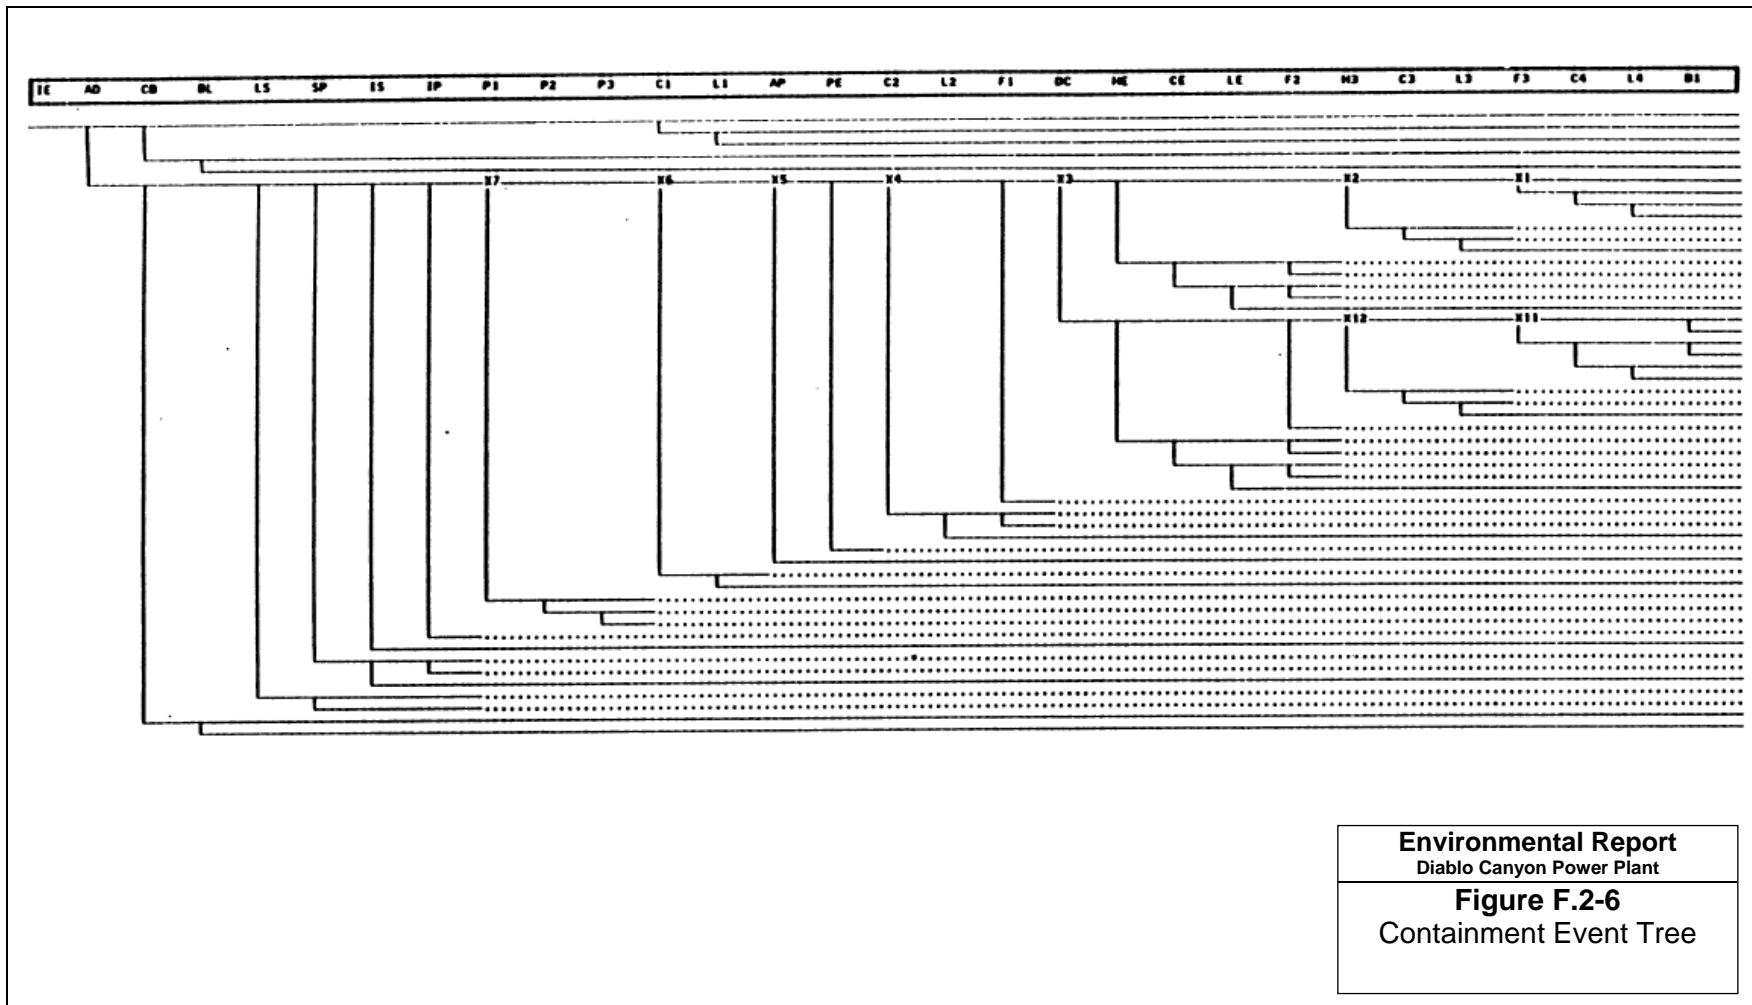 IE AD CB BL LS SP IS IP P1 P2 P3 C1 L1 AP PE C2 L2 F1 DC ME CE LE F2 H3 C3 L3 F3 C4 L4 B1
X7 X6 X5 X4 X3 X2 X1
X12 X11
Environmental Report
Diablo Canyon Power Plant
Figure F.2-6
Containment Event Tree